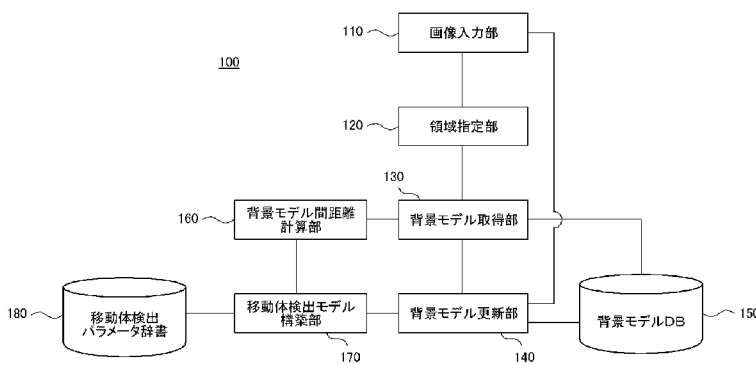 110
画像入力部
100
120
領域指定部
130
160
背景モデル間距離
計算部
背景モデル取得部
180
移動体検出
パラメータ辞書
移動体検出モデル
構築部
170
背景モデル更新部
140
背景モデルDB
150